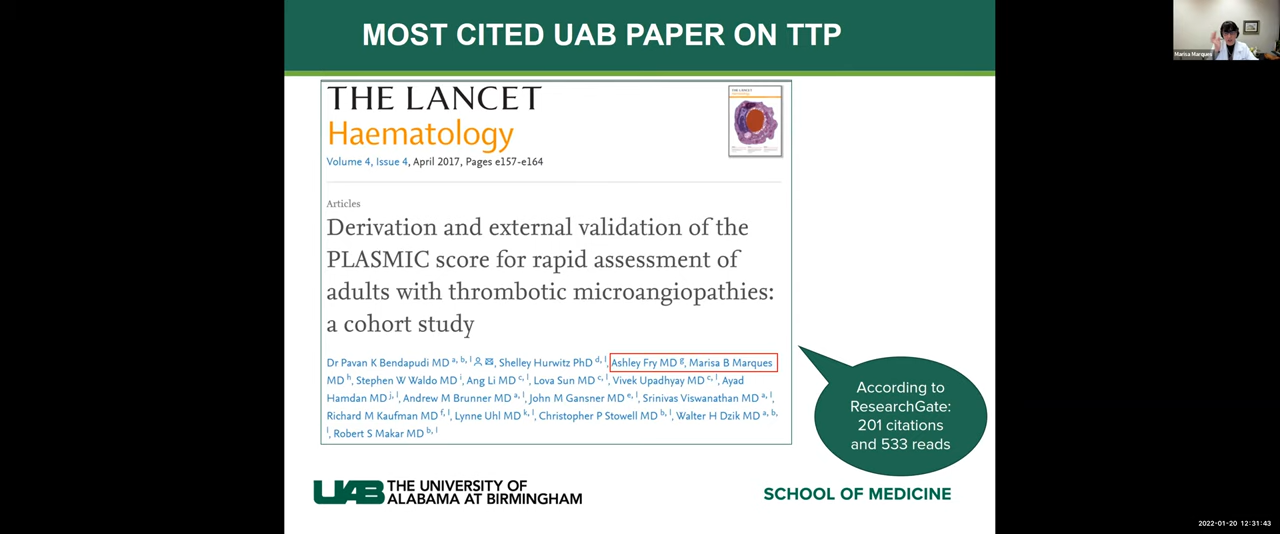 MOST CITED UAB PAPER ON TTP
Marisa Marques
THE LANCET
Haematology
Volume 4, Issue 4, April 2017, Pages e157-e164
Articles
Derivation and external validation of the
PLASMIC score for rapid assessment of
adults with thrombotic microangiopathies:
a cohort study
Dr Pavan K Bendapudi MD a, b, l, Shelley Hurwitz PhD d, l, Ashley Fry MD g, Marisa B Marques
MD h, Stephen W Waldo MD i, Ang Li MD c, l, Lova Sun MD c, l, Vivek Upadhyay MD c, l, Ayad
Hamdan MD j, l, Andrew M Brunner MD a, l, John M Gansner MD e, l, Srinivas Viswanathan MD a, l,
Richard M Kaufman MD f, l, Lynne Uhl MD k, l, Christopher P Stowell MD b, l, Walter H Dzik MD a, b,
l, Robert S Makar MD b, l
According to
ResearchGate:
201 citations
and 533 reads
UAB THE UNIVERSITY OF
ALABAMA AT BIRMINGHAM
SCHOOL OF MEDICINE
2022-01-20 12:31:43